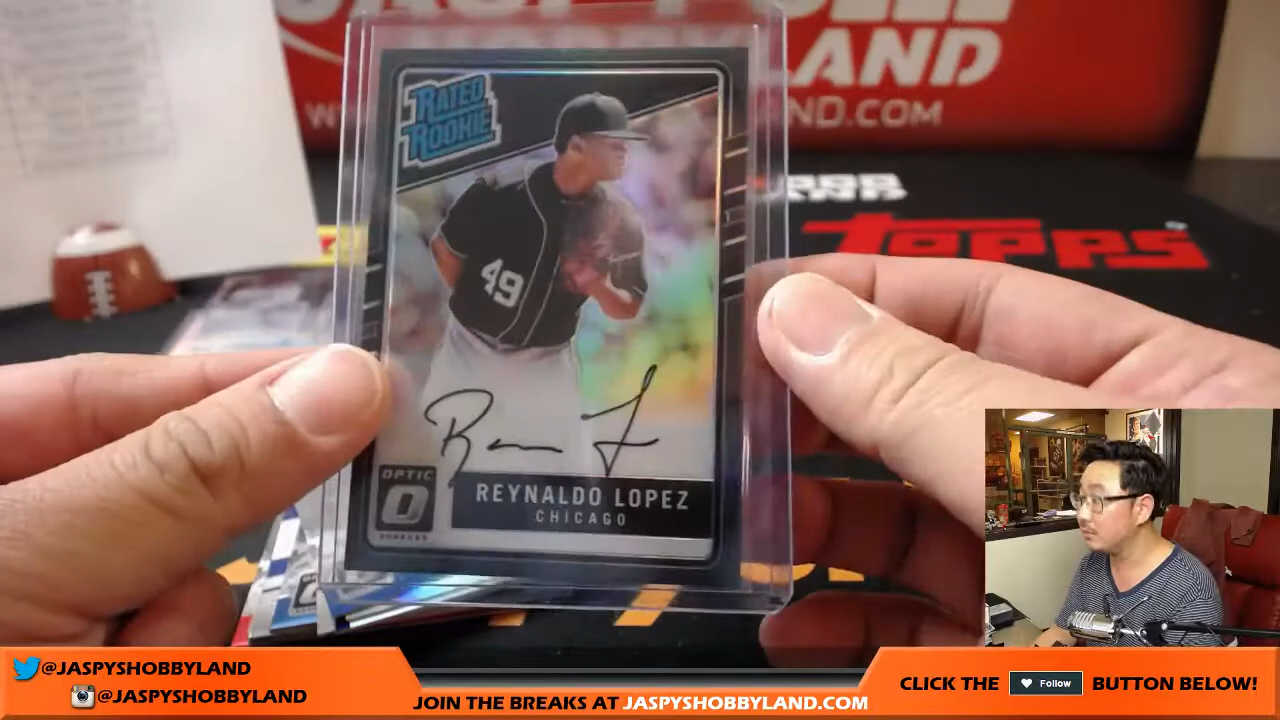 LAND
.COM
RATED
ROOKIE
TOPPS
49
OPTIC
REYNALDO LOPEZ
CHICAGO
@JASPYSHOBBYLAND
@JASPYSHOBBYLAND
JOIN THE BREAKS AT JASPYSHOBBYLAND.COM
CLICK THE Follow BUTTON BELOW!